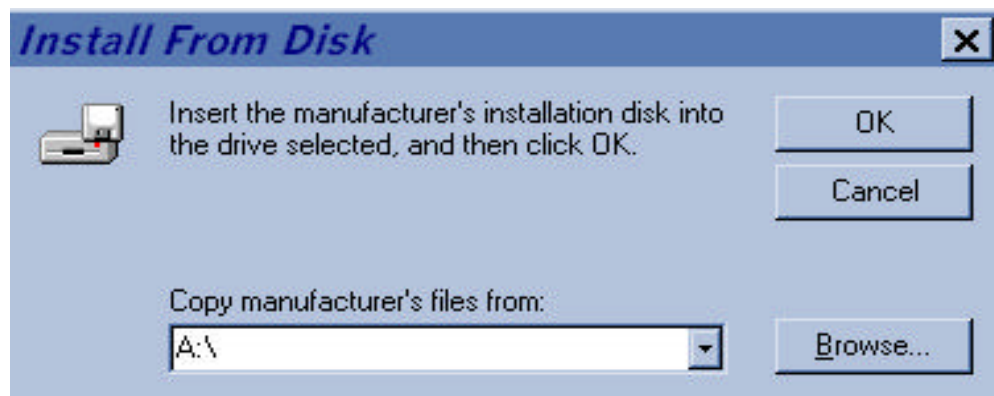 Install From Disk
Insert the manufacturer's installation disk into
the drive selected, and then click OK.
OK
Cancel
Copy manufacturer's files from:
A:\
Browse...